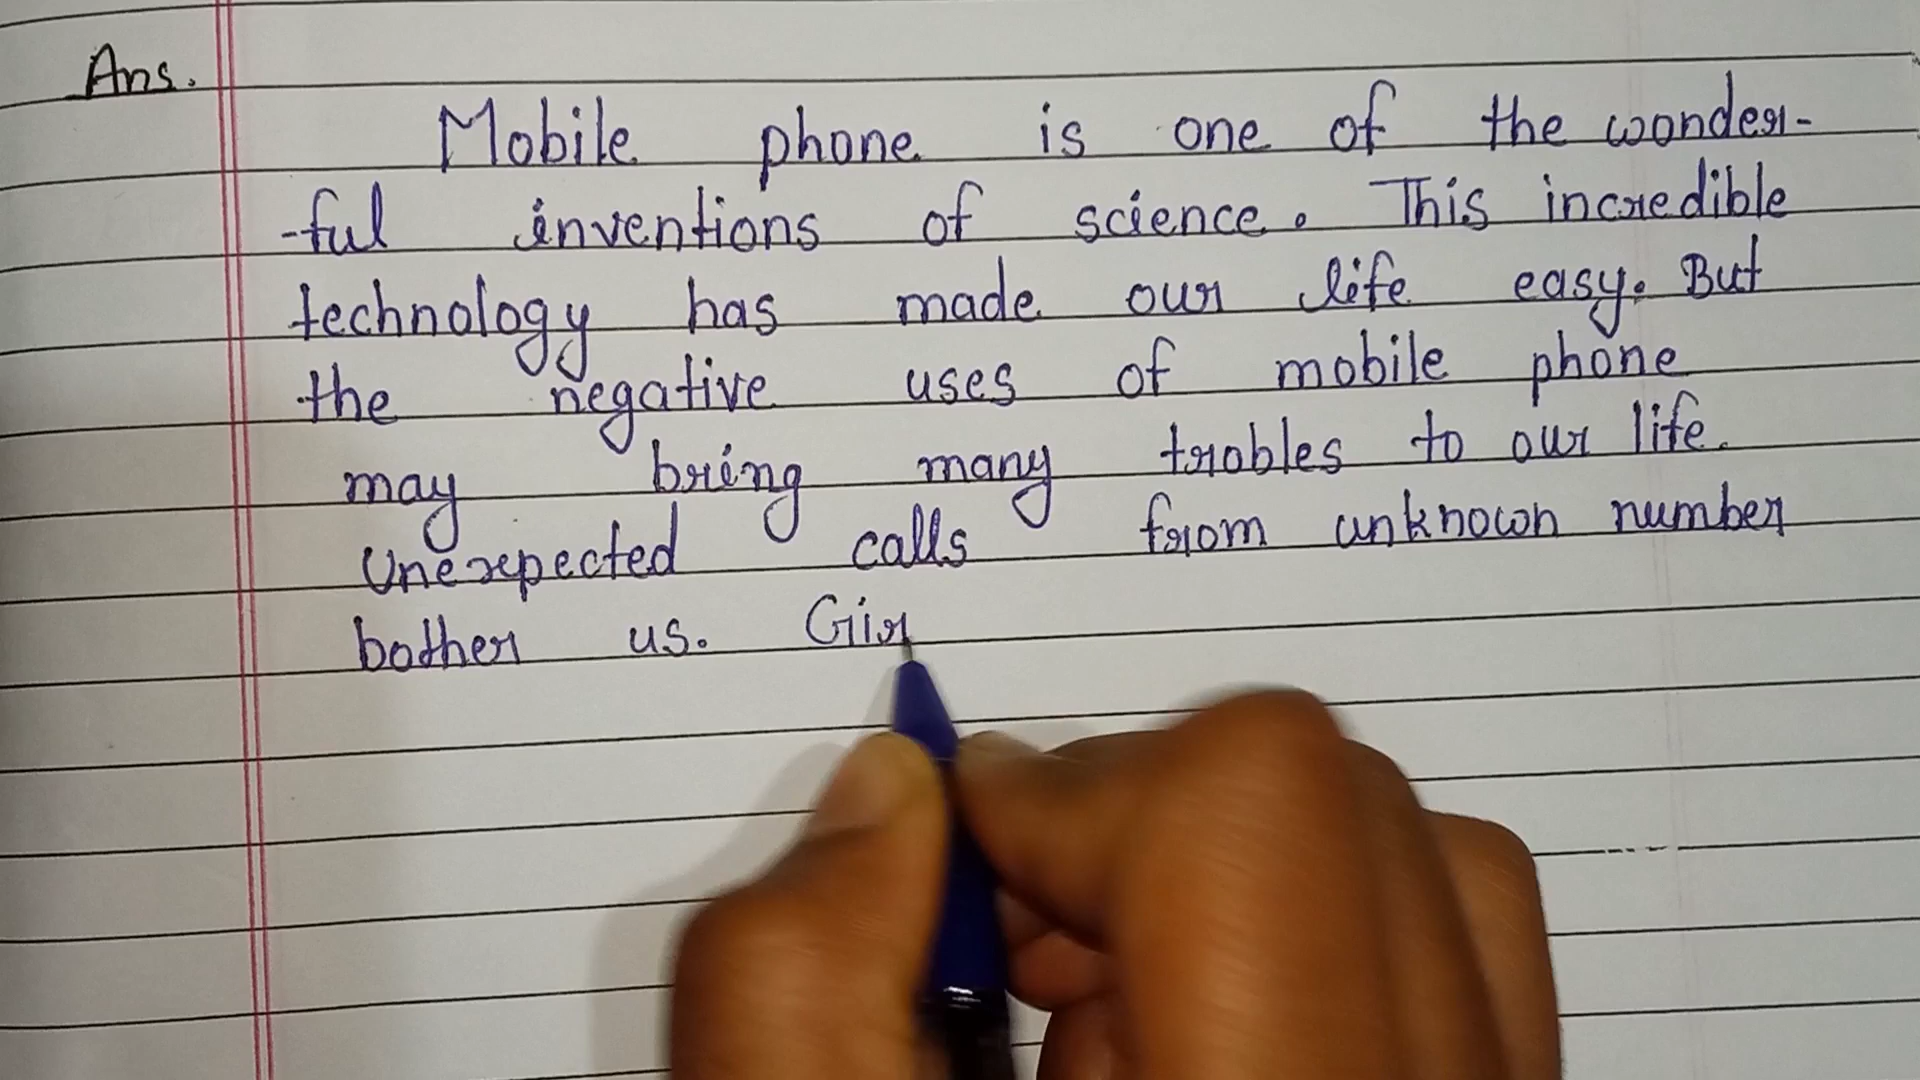 Ans.
Mobile phone is one of the wonder-
-ful inventions of science. This incredible
technology has made our life easy. But
the negative uses of mobile phone
may bring many trobles to our life.
Unexpected calls from unknown number
bother us. Gir